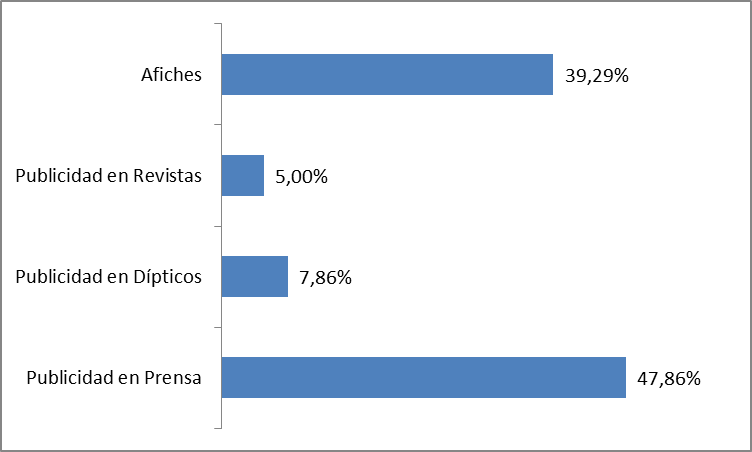 Afiches 39,29%
Publicidad en Revistas 5,00%
Publicidad en Dípticos 7,86%
Publicidad en Prensa 47,86%